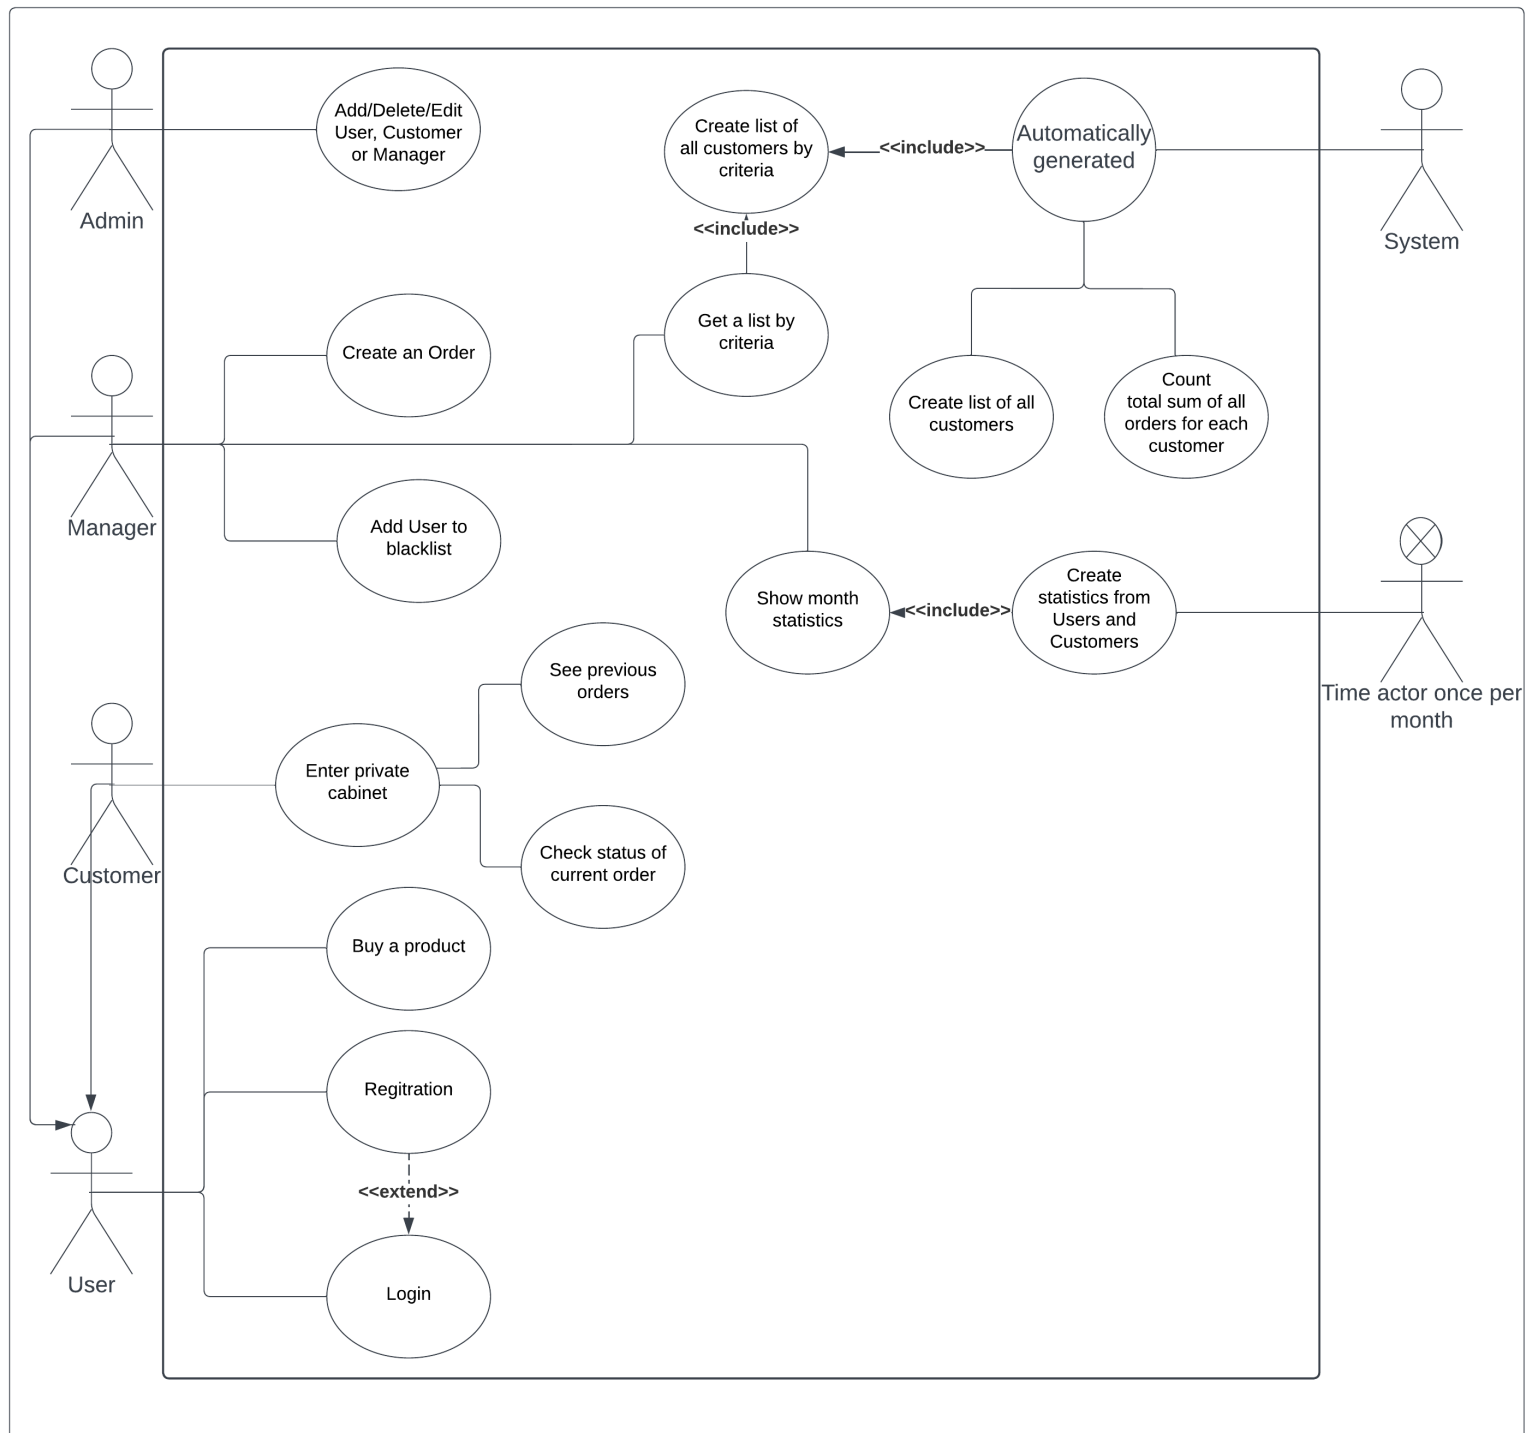 Add/Delete/Edit
User, Customer
or Manager
Admin
Create list of
all customers by
criteria
<<include>>
Automatically
generated
System
<<include>>
Create an Order
Get a list by
criteria
Create list of all
customers
Count
total sum of all
orders for each
customer
Manager
Add User to
blacklist
Show month
statistics
<<include>>
Create
statistics from
Users and
Customers
Time actor once per
month
See previous
orders
Enter private
cabinet
Check status of
current order
Customer
Buy a product
Regitration
<<extend>>
User
Login